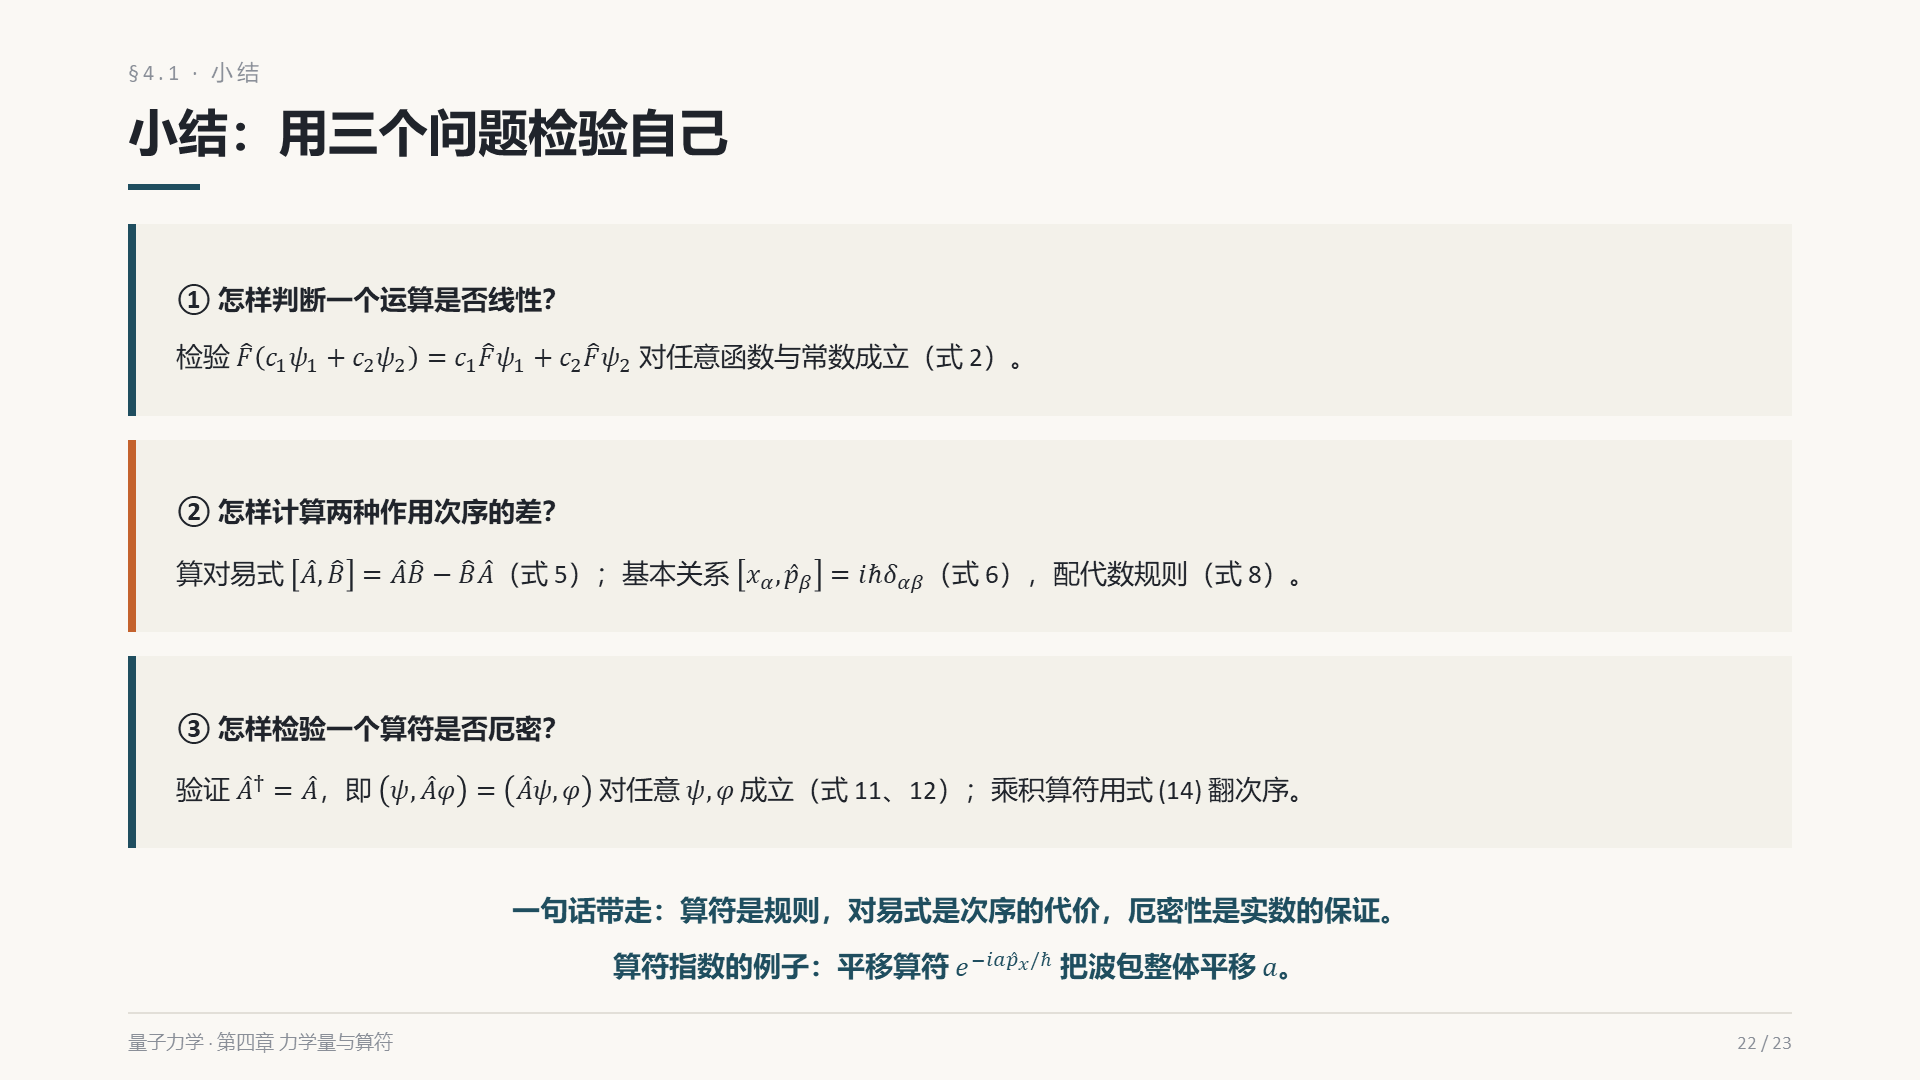 §4.1 · 小结
小结：用三个问题检验自己
① 怎样判断一个运算是否线性？
检验 F̂(c₁ψ₁ + c₂ψ₂) = c₁F̂ψ₁ + c₂F̂ψ₂ 对任意函数与常数成立（式 2）。
② 怎样计算两种作用次序的差？
算对易式 [Â, B̂] = ÂB̂ − B̂Â（式 5）；基本关系 [x_α, p̂_β] = iħδ_αβ（式 6），配代数规则（式 8）。
③ 怎样检验一个算符是否厄密？
验证 Â† = Â，即 (ψ, Âφ) = (Âψ, φ) 对任意 ψ, φ 成立（式 11、12）；乘积算符用式 (14) 翻次序。
一句话带走：算符是规则，对易式是次序的代价，厄密性是实数的保证。
算符指数的例子：平移算符 e^{−iap̂ₓ/ħ} 把波包整体平移 a。
量子力学 · 第四章 力学量与算符
22 / 23